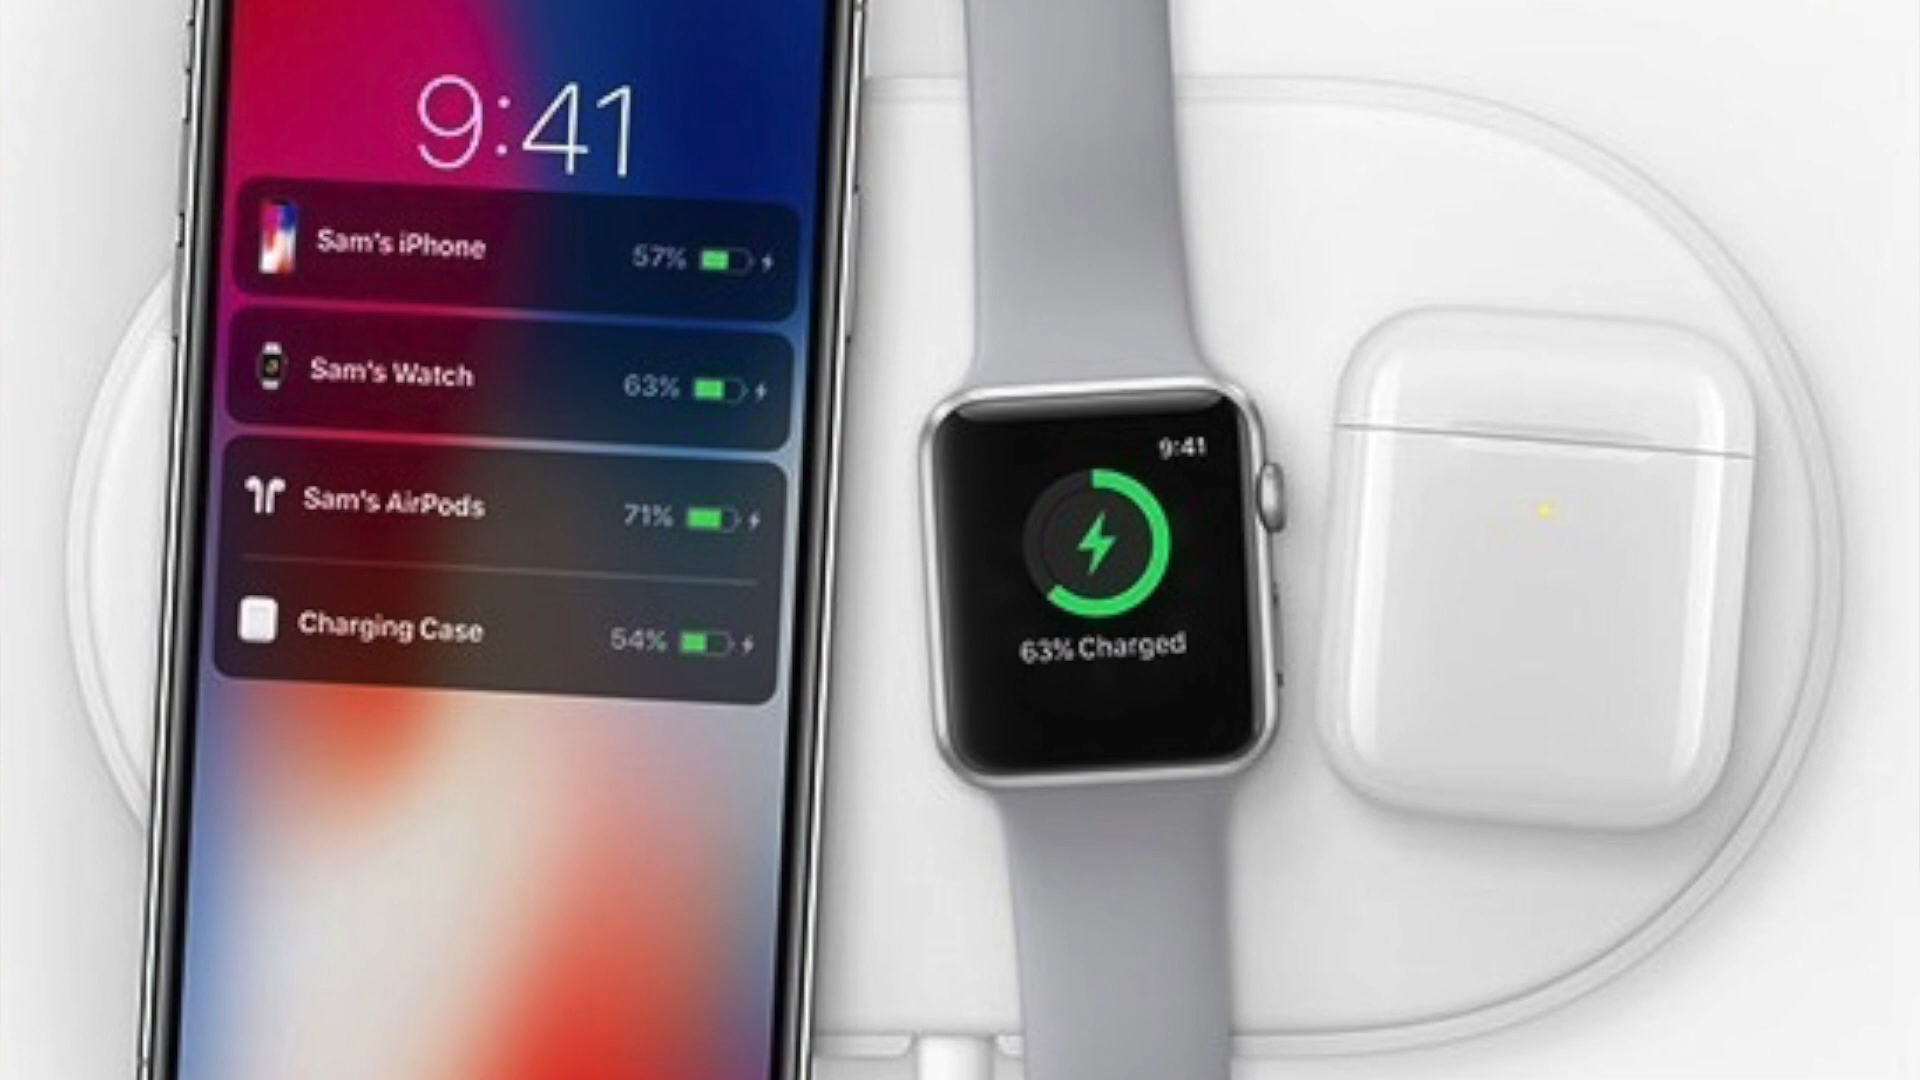 9:41
Sam's iPhone 57%
Sam's Watch 63%
Sam's AirPods 71%
Charging Case 54%
9:41
63% Charged